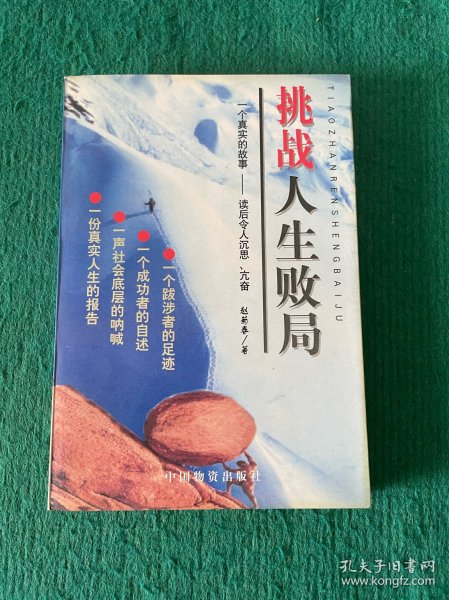 TIAOZHANRENSHENGBAIJU
挑战人生败局
一个真实的故事——读后令人沉思、亢奋
赵菊春/著
●一个跋涉者的足迹
●一个成功者的自述
●一声社会底层的呐喊
●一份真实人生的报告
中国物资出版社
孔夫子旧书网
www.kongfz.com